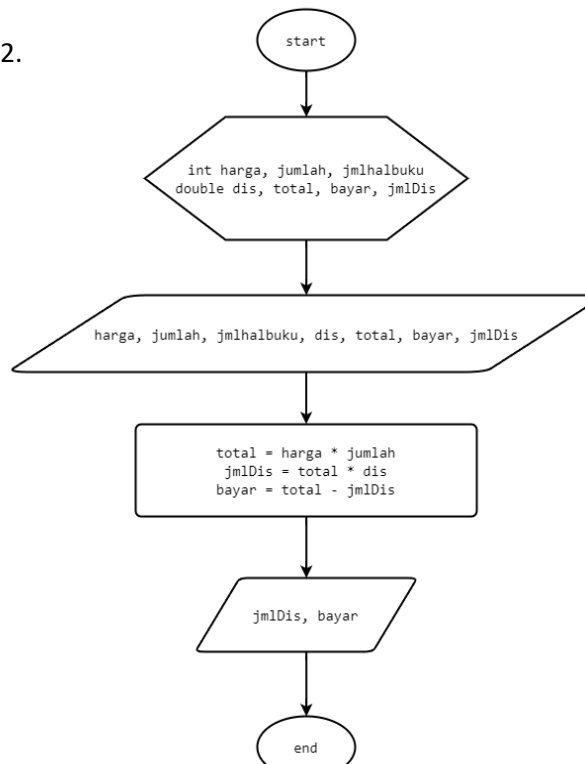 2.
start
int harga, jumlah, jmlhalbuku
double dis, total, bayar, jmlDis
harga, jumlah, jmlhalbuku, dis, total, bayar, jmlDis
total = harga * jumlah
jmlDis = total * dis
bayar = total - jmlDis
jmlDis, bayar
end